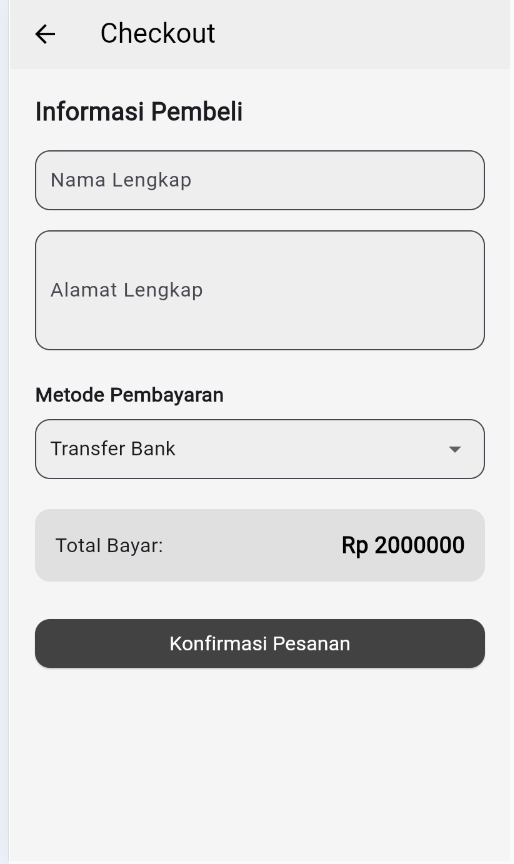 Checkout
Informasi Pembeli
Nama Lengkap
Alamat Lengkap
Metode Pembayaran
Transfer Bank
Total Bayar: Rp 2000000
Konfirmasi Pesanan